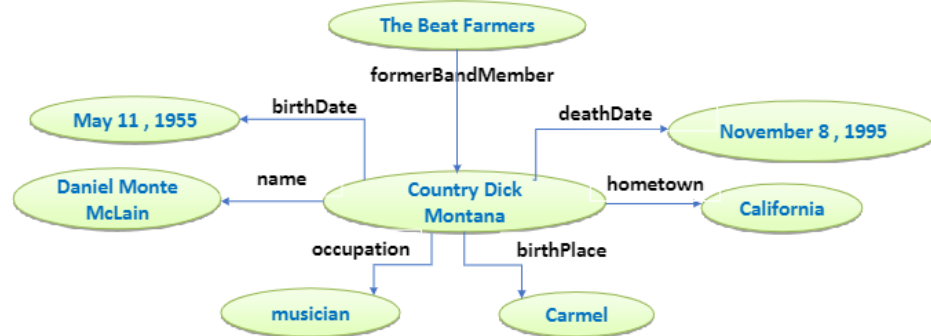 The Beat Farmers
formerBandMember
birthDate
deathDate
May 11 , 1955
November 8 , 1995
name
hometown
Daniel Monte
McLain
Country Dick
Montana
California
occupation
birthPlace
musician
Carmel